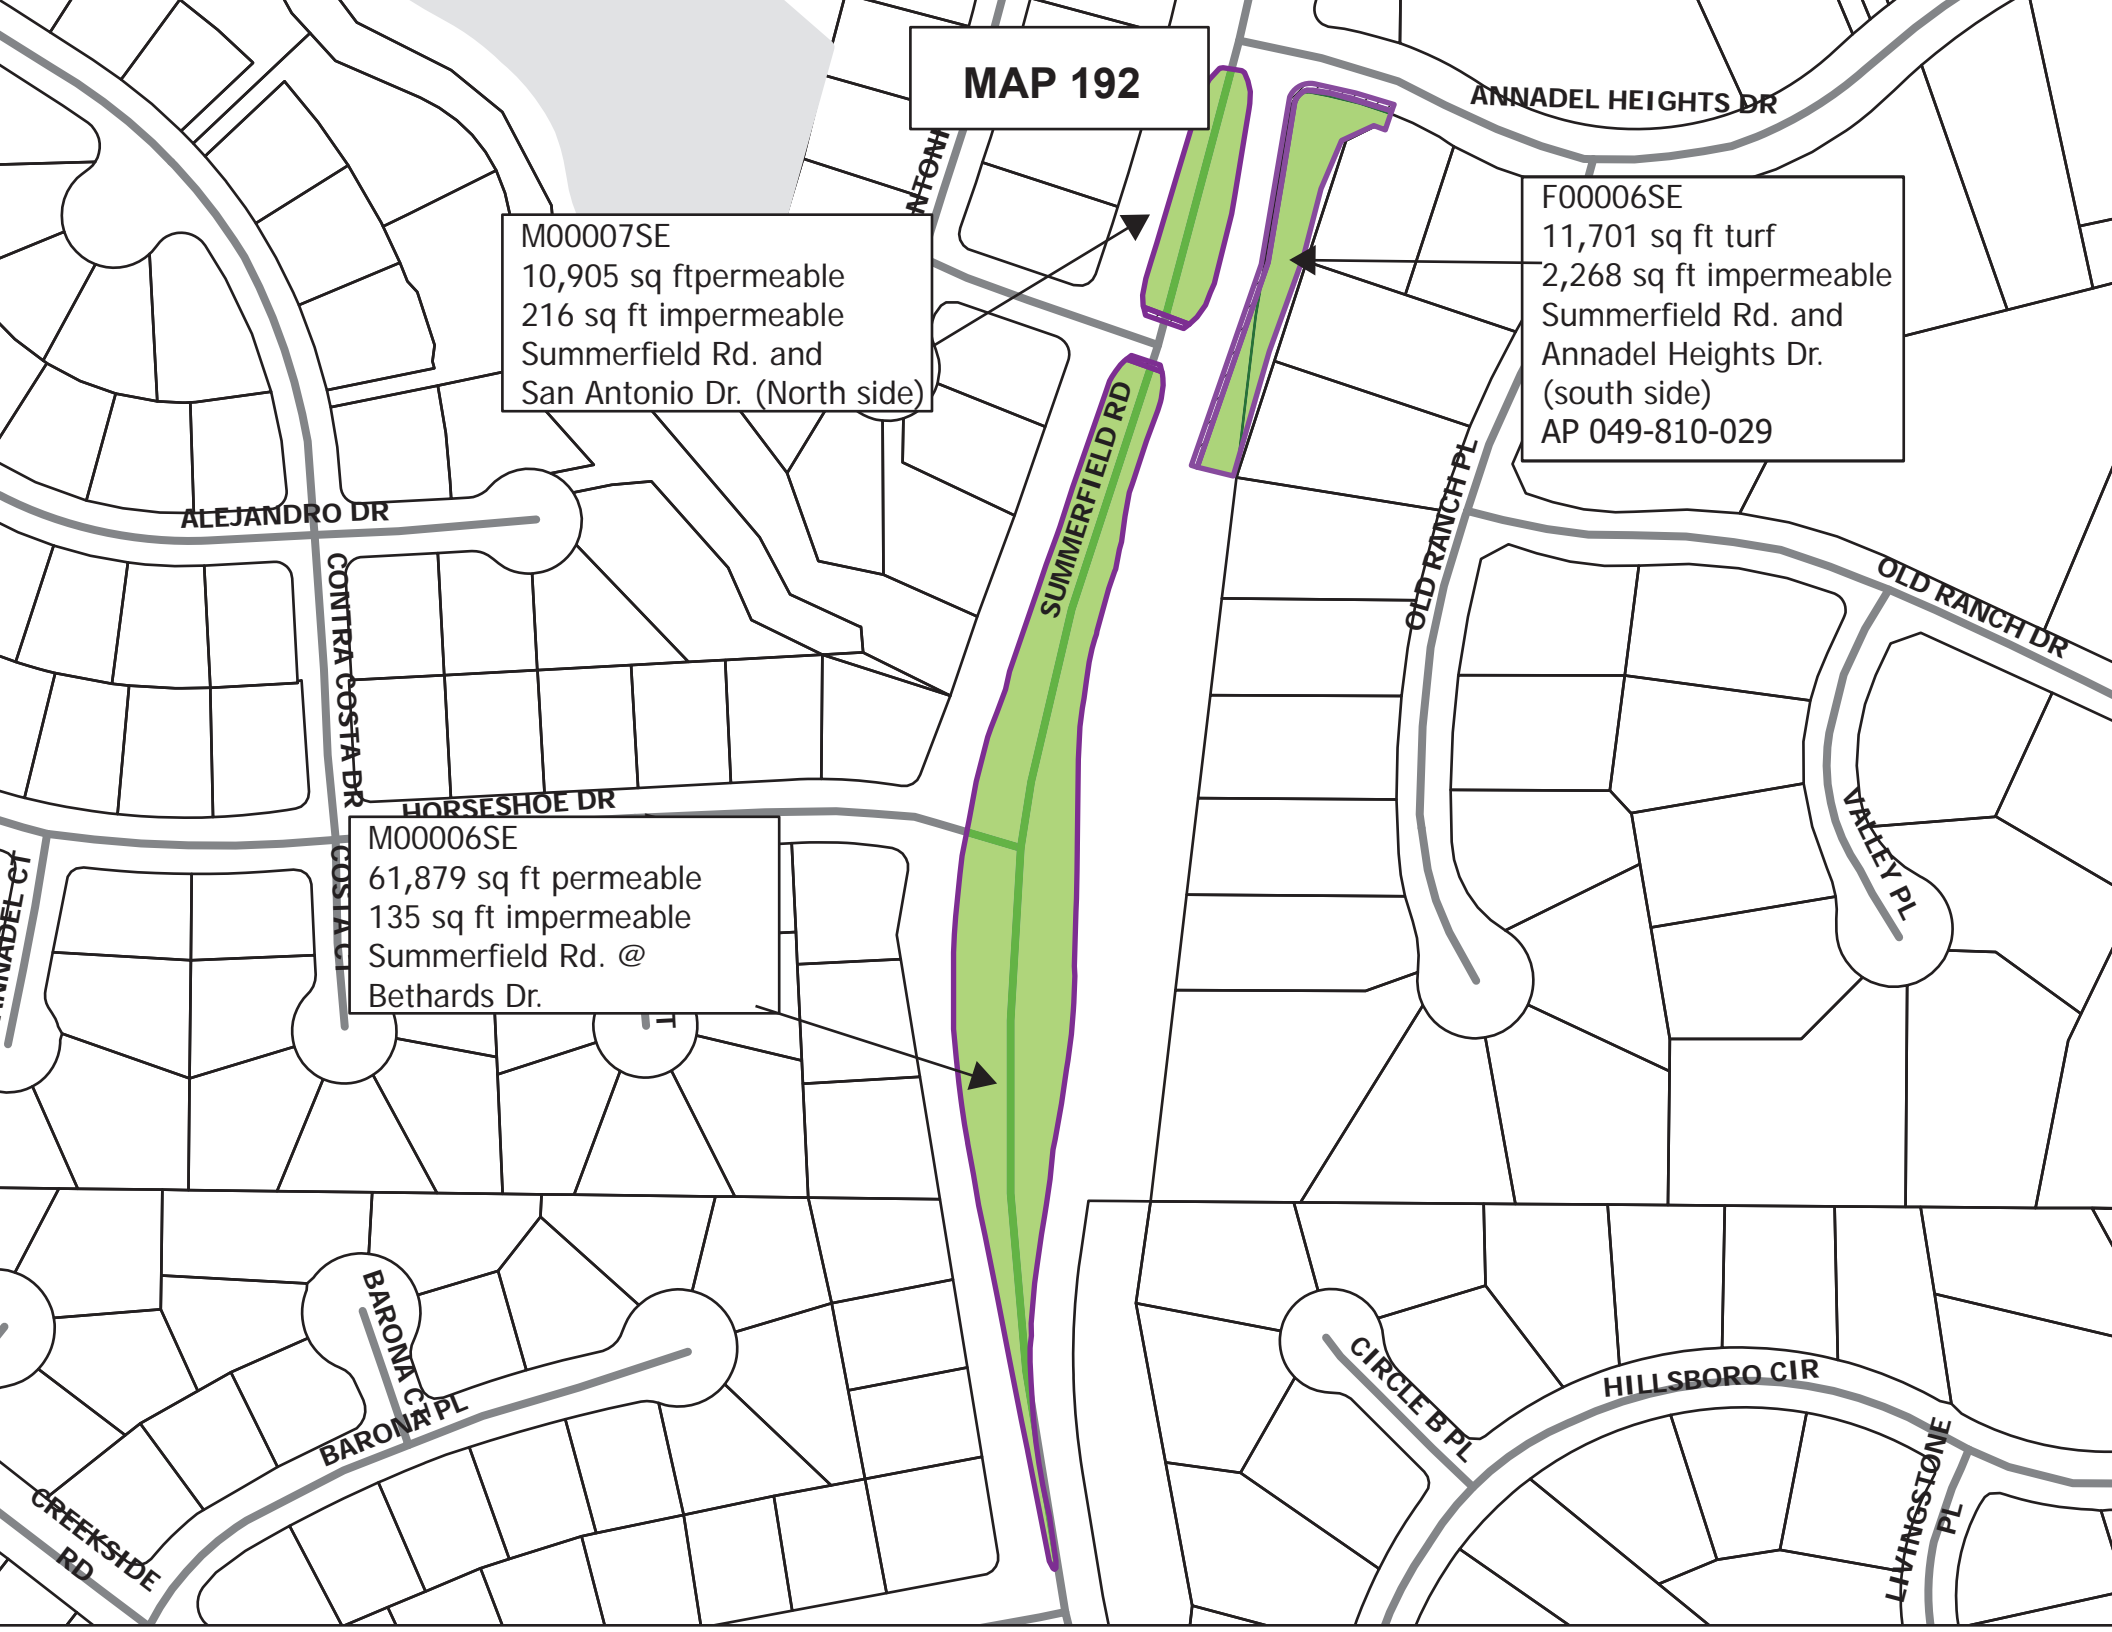 MAP 192
ANNADEL HEIGHTS DR
NTONI
M00007SE
10,905 sq ftpermeable
216 sq ft impermeable
Summerfield Rd. and
San Antonio Dr. (North side)
F00006SE
11,701 sq ft turf
2,268 sq ft impermeable
Summerfield Rd. and
Annadel Heights Dr.
(south side)
AP 049-810-029
SUMMERFIELD RD
OLD RANCH PL
ALEJANDRO DR
CONTRA COSTA DR
OLD RANCH DR
HORSESHOE DR
M00006SE
61,879 sq ft permeable
135 sq ft impermeable
Summerfield Rd. @
Bethards Dr.
COSTA CT
NNADEL CT
T
VALLEY PL
BARONA CT
BARONA PL
CREEKSIDE
RD
CIRCLE B PL
HILLSBORO CIR
LIVINGSTONE
PL